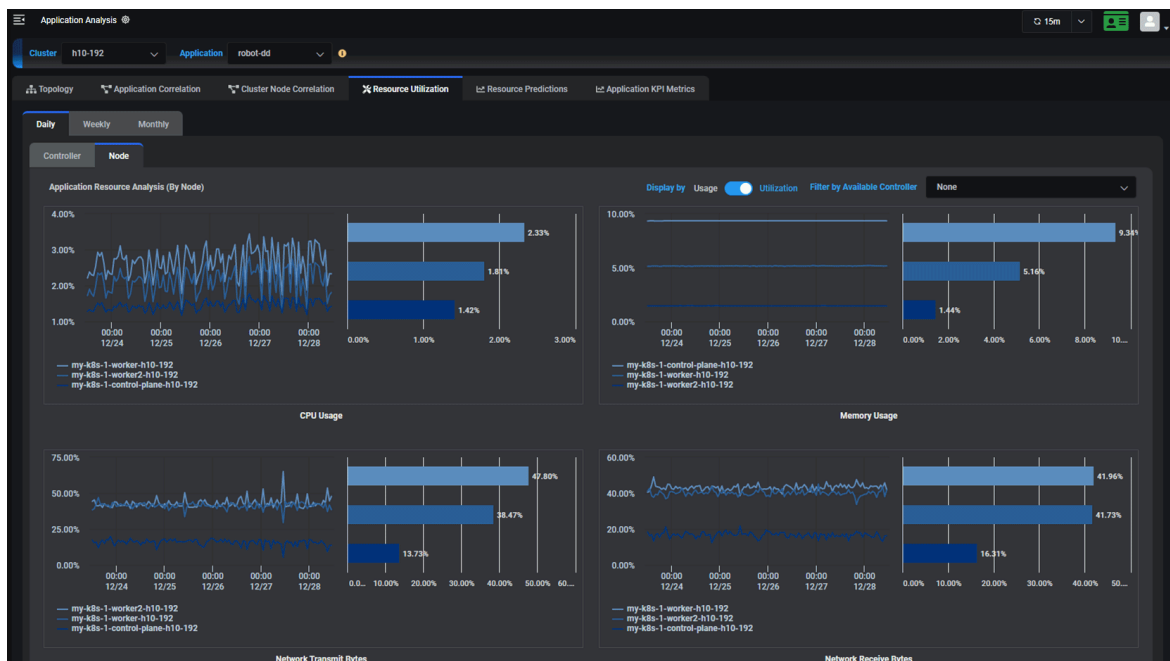 Application Analysis
15m
Cluster h10-192 Application robot-dd
Topology Application Correlation Cluster Node Correlation Resource Utilization Resource Predictions Application KPI Metrics
Daily Weekly Monthly
Controller Node
Application Resource Analysis (By Node) Display by Usage Utilization Filter by Available Controller None
4.00%
3.00%
2.00%
1.00%
00:00 00:00 00:00 00:00 00:00
12/24 12/25 12/26 12/27 12/28
2.33%
1.81%
1.42%
0.00% 1.00% 2.00% 3.00%
my-k8s-1-worker-h10-192
my-k8s-1-worker2-h10-192
my-k8s-1-control-plane-h10-192
CPU Usage
10.00%
5.00%
0.00%
00:00 00:00 00:00 00:00 00:00
12/24 12/25 12/26 12/27 12/28
9.34%
5.16%
1.44%
0.00% 2.00% 4.00% 6.00% 8.00% 10....
my-k8s-1-control-plane-h10-192
my-k8s-1-worker-h10-192
my-k8s-1-worker2-h10-192
Memory Usage
75.00%
50.00%
25.00%
0.00%
00:00 00:00 00:00 00:00 00:00
12/24 12/25 12/26 12/27 12/28
47.80%
38.47%
13.73%
0.0... 10.00% 20.00% 30.00% 40.00% 50.00% 60....
my-k8s-1-worker2-h10-192
my-k8s-1-worker-h10-192
my-k8s-1-control-plane-h10-192
Network Transmit Bytes
60.00%
40.00%
20.00%
0.00%
00:00 00:00 00:00 00:00 00:00
12/24 12/25 12/26 12/27 12/28
41.96%
41.73%
16.31%
0.00% 10.00% 20.00% 30.00% 40.00% 50....
my-k8s-1-worker-h10-192
my-k8s-1-worker2-h10-192
my-k8s-1-control-plane-h10-192
Network Receive Bytes